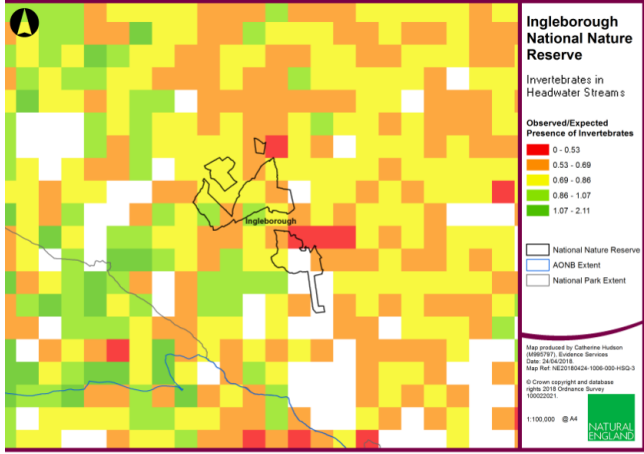 Ingleborough
National Nature
Reserve
Invertebrates in
Headwater Streams
Observed/Expected
Presence of Invertebrates
0 - 0.53
0.53 - 0.69
0.69 - 0.86
0.86 - 1.07
1.07 - 2.11
National Nature Reserve
AONB Extent
National Park Extent
Map produced by Catherine Hudson
(M995797), Evidence Services
Date: 24/04/2018.
Map Ref: NE20180424-1006-000-HSQ-3
© Crown copyright and database
rights 2018 Ordnance Survey
100022021.
1:100,000 @ A4
NATURAL
ENGLAND
Ingleborough